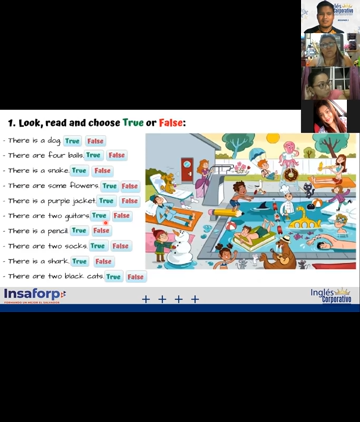 Inglés
Corporativo
1. Look, read and choose True or False:
- There is a dog. True False
- There are four balls. True False
- There is a snake. True False
- There are some flowers. True False
- There is a purple jacket. True False
- There are two guitars. True False
- There is a pencil. True False
- There are two socks. True False
- There is a shark. True False
- There are two black cats. True False
Insaforp
Inglés
Corporativo